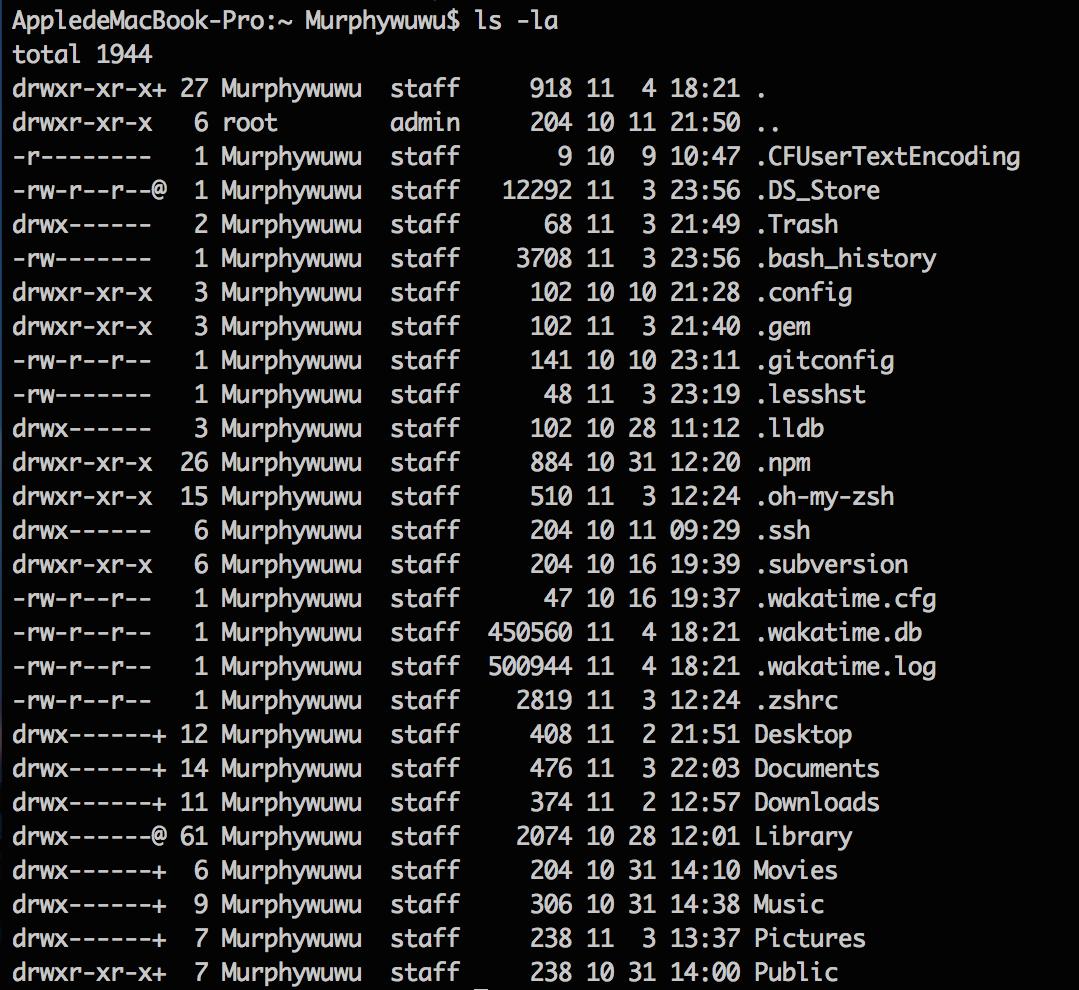 AppledeMacBook-Pro:~ Murphywuwu$ ls -la
total 1944
drwxr-xr-x+ 27 Murphywuwu  staff     918 11  4 18:21 .
drwxr-xr-x   6 root        admin     204 10 11 21:50 ..
-r--------   1 Murphywuwu  staff       9 10  9 10:47 .CFUserTextEncoding
-rw-r--r--@  1 Murphywuwu  staff   12292 11  3 23:56 .DS_Store
drwx------   2 Murphywuwu  staff      68 11  3 21:49 .Trash
-rw-------   1 Murphywuwu  staff    3708 11  3 23:56 .bash_history
drwxr-xr-x   3 Murphywuwu  staff     102 10 10 21:28 .config
drwxr-xr-x   3 Murphywuwu  staff     102 11  3 21:40 .gem
-rw-r--r--   1 Murphywuwu  staff     141 10 10 23:11 .gitconfig
-rw-------   1 Murphywuwu  staff      48 11  3 23:19 .lesshst
drwx------   3 Murphywuwu  staff     102 10 28 11:12 .lldb
drwxr-xr-x  26 Murphywuwu  staff     884 10 31 12:20 .npm
drwxr-xr-x  15 Murphywuwu  staff     510 11  3 12:24 .oh-my-zsh
drwx------   6 Murphywuwu  staff     204 10 11 09:29 .ssh
drwxr-xr-x   6 Murphywuwu  staff     204 10 16 19:39 .subversion
-rw-r--r--   1 Murphywuwu  staff      47 10 16 19:37 .wakatime.cfg
-rw-r--r--   1 Murphywuwu  staff  450560 11  4 18:21 .wakatime.db
-rw-r--r--   1 Murphywuwu  staff  500944 11  4 18:21 .wakatime.log
-rw-r--r--   1 Murphywuwu  staff    2819 11  3 12:24 .zshrc
drwx------+ 12 Murphywuwu  staff     408 11  2 21:51 Desktop
drwx------+ 14 Murphywuwu  staff     476 11  3 22:03 Documents
drwx------+ 11 Murphywuwu  staff     374 11  2 12:57 Downloads
drwx------@ 61 Murphywuwu  staff    2074 10 28 12:01 Library
drwx------+  6 Murphywuwu  staff     204 10 31 14:10 Movies
drwx------+  9 Murphywuwu  staff     306 10 31 14:38 Music
drwx------+  7 Murphywuwu  staff     238 11  3 13:37 Pictures
drwxr-xr-x+  7 Murphywuwu  staff     238 10 31 14:00 Public